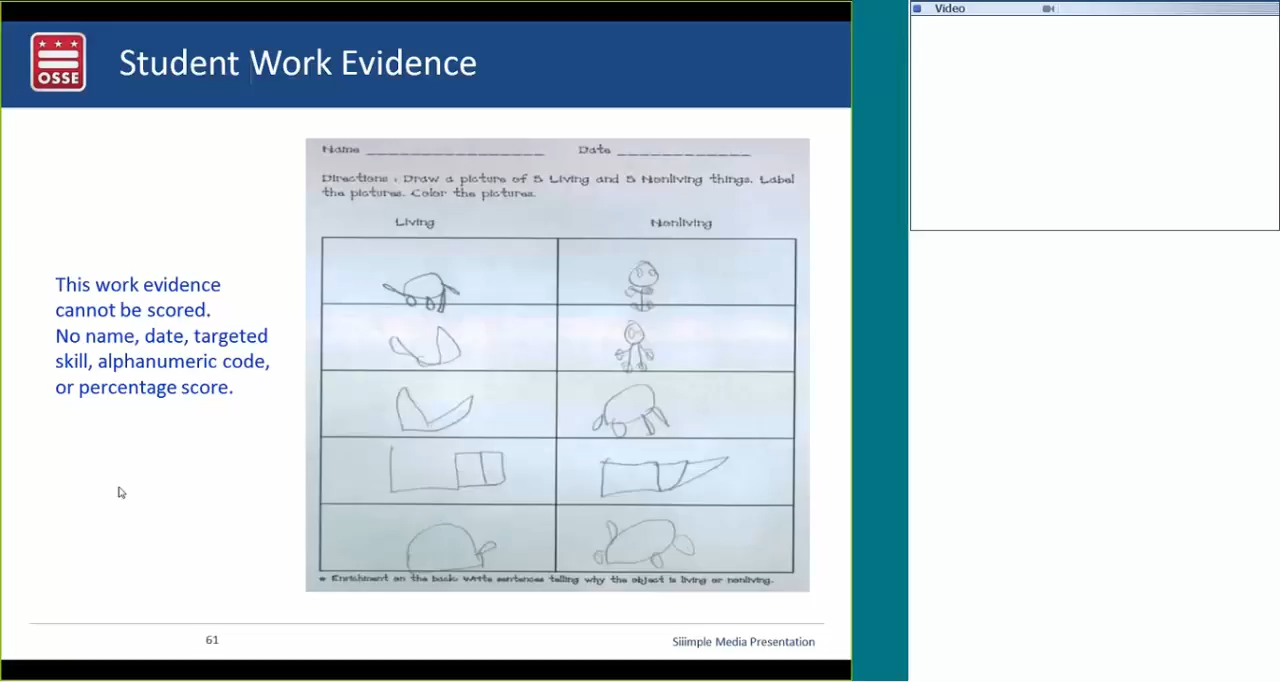 Video
OSSE
Student Work Evidence
Name ____________________ Date ______________
Directions : Draw a picture of 5 Living and 5 Nonliving things. Label
the pictures. Color the pictures.
Living Nonliving
This work evidence
cannot be scored.
No name, date, targeted
skill, alphanumeric code,
or percentage score.
* Enrichment on the back: Write sentences telling why the object is living or nonliving.
61
Siiimple Media Presentation